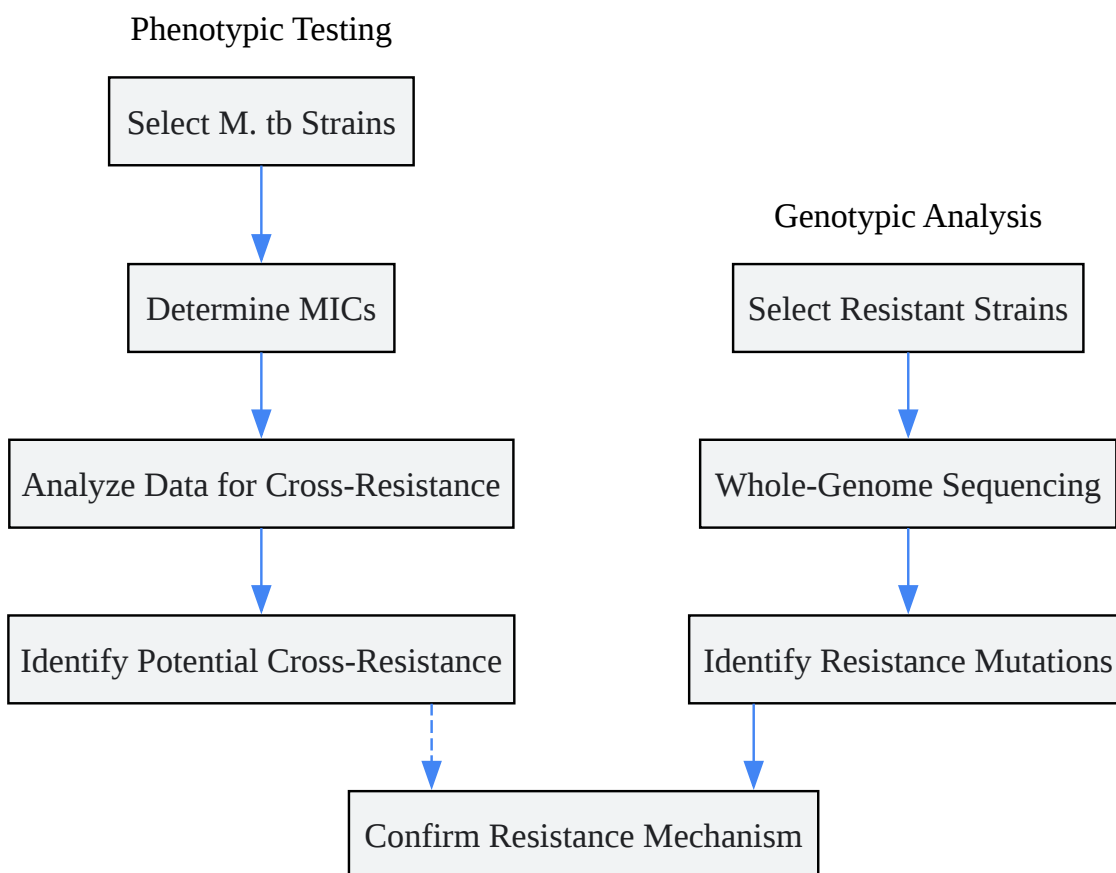 Phenotypic Testing
Select M. tb Strains
Determine MICs
Analyze Data for Cross-Resistance
Identify Potential Cross-Resistance
Genotypic Analysis
Select Resistant Strains
Whole-Genome Sequencing
Identify Resistance Mutations
Confirm Resistance Mechanism